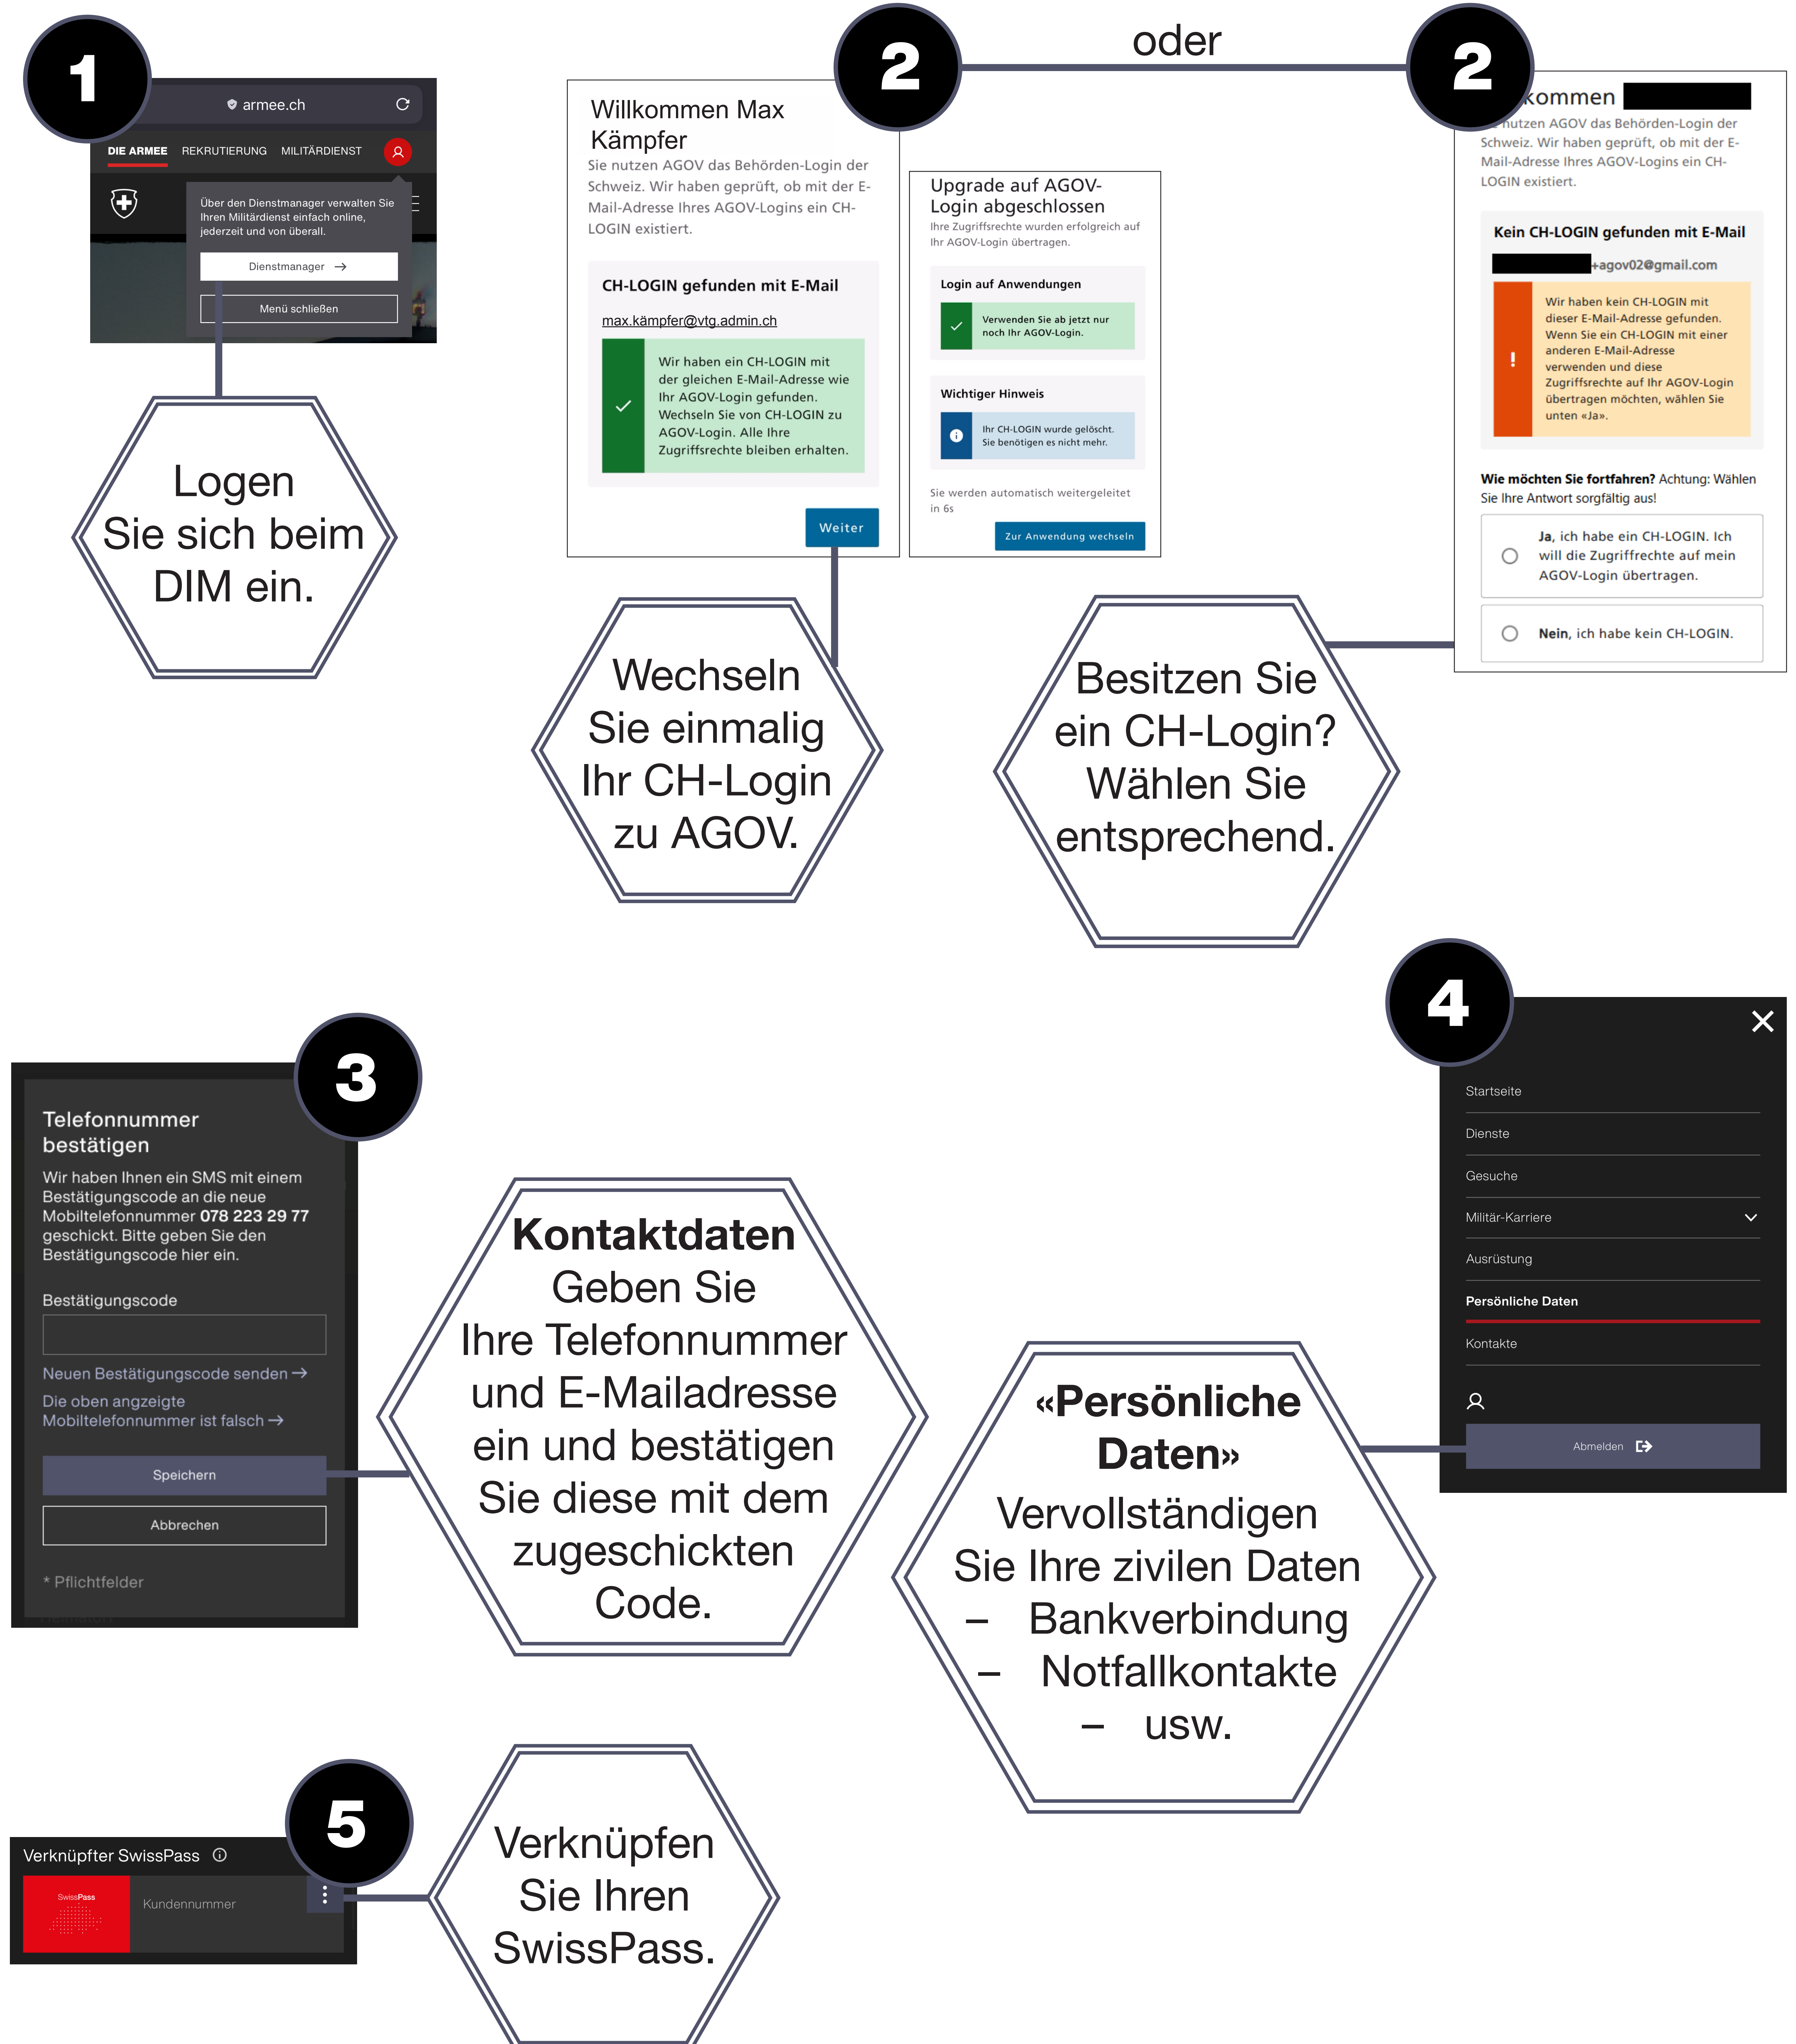 1
armee.ch
DIE ARMEE REKRUTIERUNG MILITÄRDIENST
Über den Dienstmanager verwalten Sie
Ihren Militärdienst einfach online,
jederzeit und von überall.
Dienstmanager →
Menü schließen
Logen
Sie sich beim
DIM ein.
2
oder
2
Willkommen Max
Kämpfer
Sie nutzen AGOV das Behörden-Login der
Schweiz. Wir haben geprüft, ob mit der E-
Mail-Adresse Ihres AGOV-Logins ein CH-
LOGIN existiert.
CH-LOGIN gefunden mit E-Mail
max.kämpfer@vtg.admin.ch
Wir haben ein CH-LOGIN mit
der gleichen E-Mail-Adresse wie
Ihr AGOV-Login gefunden.
Wechseln Sie von CH-LOGIN zu
AGOV-Login. Alle Ihre
Zugriffsrechte bleiben erhalten.
Weiter
Upgrade auf AGOV-
Login abgeschlossen
Ihre Zugriffsrechte wurden erfolgreich auf
Ihr AGOV-Login übertragen.
Login auf Anwendungen
Verwenden Sie ab jetzt nur
noch Ihr AGOV-Login.
Wichtiger Hinweis
Ihr CH-LOGIN wurde gelöscht.
Sie benötigen es nicht mehr.
Sie werden automatisch weitergeleitet
in 6s
Zur Anwendung wechseln
Wechseln
Sie einmalig
Ihr CH-Login
zu AGOV.
kommen
nutzen AGOV das Behörden-Login der
Schweiz. Wir haben geprüft, ob mit der E-
Mail-Adresse Ihres AGOV-Logins ein CH-
LOGIN existiert.
Kein CH-LOGIN gefunden mit E-Mail
+agov02@gmail.com
Wir haben kein CH-LOGIN mit
dieser E-Mail-Adresse gefunden.
Wenn Sie ein CH-LOGIN mit einer
anderen E-Mail-Adresse
verwenden und diese
Zugriffsrechte auf Ihr AGOV-Login
übertragen möchten, wählen Sie
unten «Ja».
Wie möchten Sie fortfahren? Achtung: Wählen
Sie Ihre Antwort sorgfältig aus!
Ja, ich habe ein CH-LOGIN. Ich
will die Zugriffrechte auf mein
AGOV-Login übertragen.
Nein, ich habe kein CH-LOGIN.
Besitzen Sie
ein CH-Login?
Wählen Sie
entsprechend.
3
Telefonnummer
bestätigen
Wir haben Ihnen ein SMS mit einem
Bestätigungscode an die neue
Mobiltelefonnummer 078 223 29 77
geschickt. Bitte geben Sie den
Bestätigungscode hier ein.
Bestätigungscode
Neuen Bestätigungscode senden →
Die oben angzeigte
Mobiltelefonnummer ist falsch →
Speichern
Abbrechen
* Pflichtfelder
Kontaktdaten
Geben Sie
Ihre Telefonnummer
und E-Mailadresse
ein und bestätigen
Sie diese mit dem
zugeschickten
Code.
4
Startseite
Dienste
Gesuche
Militär-Karriere
Ausrüstung
Persönliche Daten
Kontakte
Abmelden
«Persönliche
Daten»
Vervollständigen
Sie Ihre zivilen Daten
– Bankverbindung
– Notfallkontakte
– usw.
5
Verknüpfter SwissPass
SwissPass
Kundennummer
Verknüpfen
Sie Ihren
SwissPass.